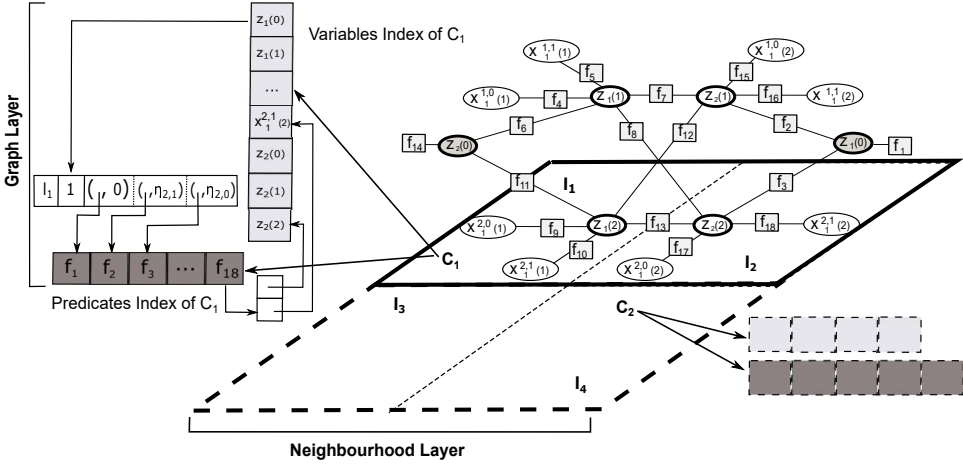 Graph Layer
Variables Index of C₁
z₁(0)
z₁(1)
...
X₁^{2,1}(2)
z₂(0)
z₂(1)
z₂(2)
I₁ 1 (,, 0) (,,η₂,₁) (,,η₂,₀)
f₁ f₂ f₃ ... f₁₈
Predicates Index of C₁
C₁
X₁^{1,1}(1)
X₁^{1,0}(2)
f₅
f₁₅
X₁^{1,0}(1)
f₄
Z₁(1)
f₇
Z₂(1)
f₁₆
X₁^{1,1}(2)
f₆
f₈
f₁₂
f₂
f₁₄
Z₂(0)
Z₁(0)
f₁
f₁₁
I₁
f₃
X₁^{2,0}(1)
f₉
Z₁(2)
f₁₃
Z₂(2)
f₁₈
X₁^{2,1}(2)
f₁₀
f₁₇
X₁^{2,1}(1)
X₁^{2,0}(2)
I₂
I₃
C₂
I₄
Neighbourhood Layer